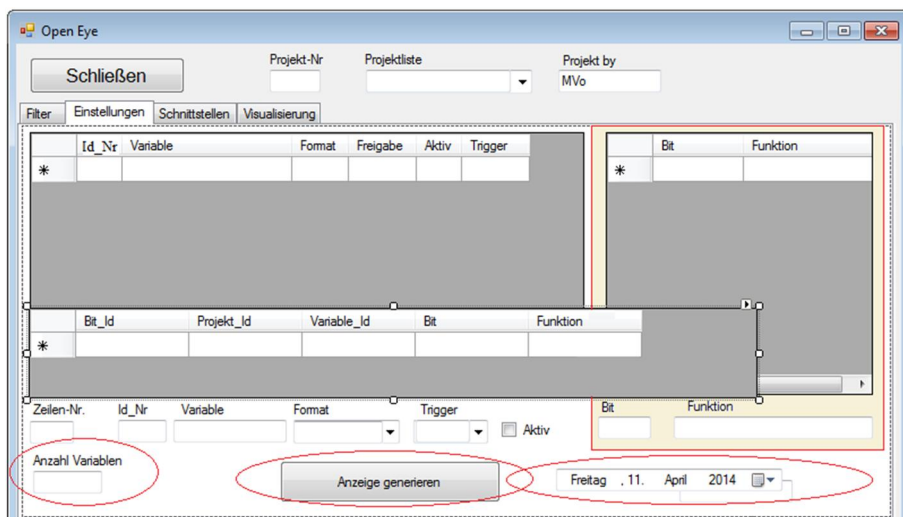 Open Eye
Schließen
Projekt-Nr Projektliste Projekt by
MVo
Filter Einstellungen Schnittstellen Visualisierung
Id_Nr Variable Format Freigabe Aktiv Trigger
Bit Funktion
*
*
Bit_Id Projekt_Id Variable_Id Bit Funktion
*
Zeilen-Nr. Id_Nr Variable Format Trigger
Aktiv
Bit Funktion
Anzahl Variablen
Anzeige generieren
Freitag , 11. April 2014